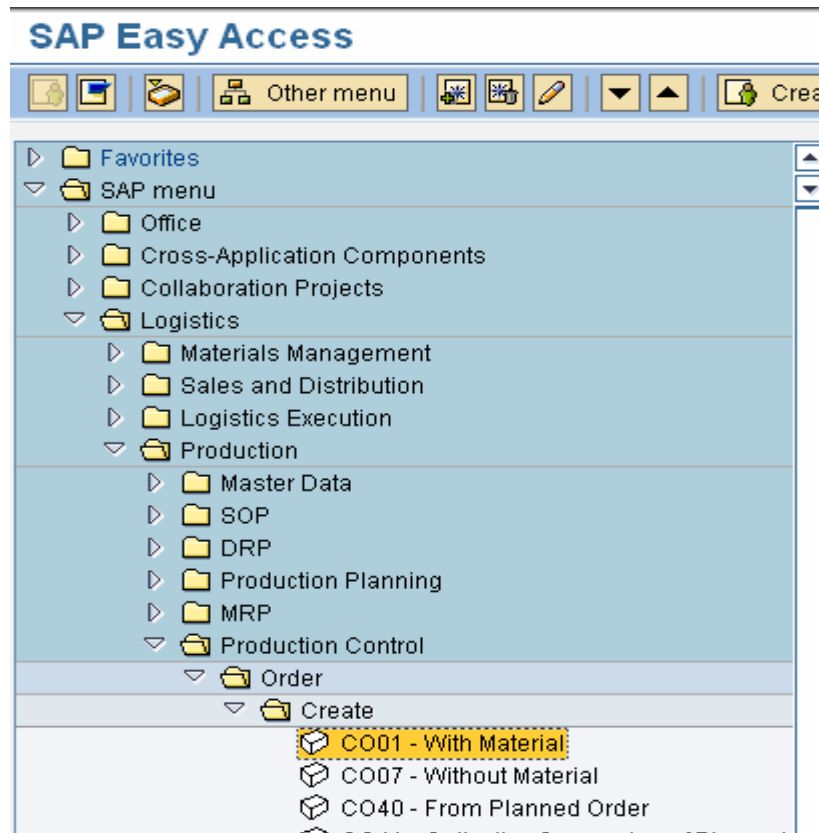 SAP Easy Access
Other menu
Crea
Favorites
SAP menu
Office
Cross-Application Components
Collaboration Projects
Logistics
Materials Management
Sales and Distribution
Logistics Execution
Production
Master Data
SOP
DRP
Production Planning
MRP
Production Control
Order
Create
CO01 - With Material
CO07 - Without Material
CO40 - From Planned Order